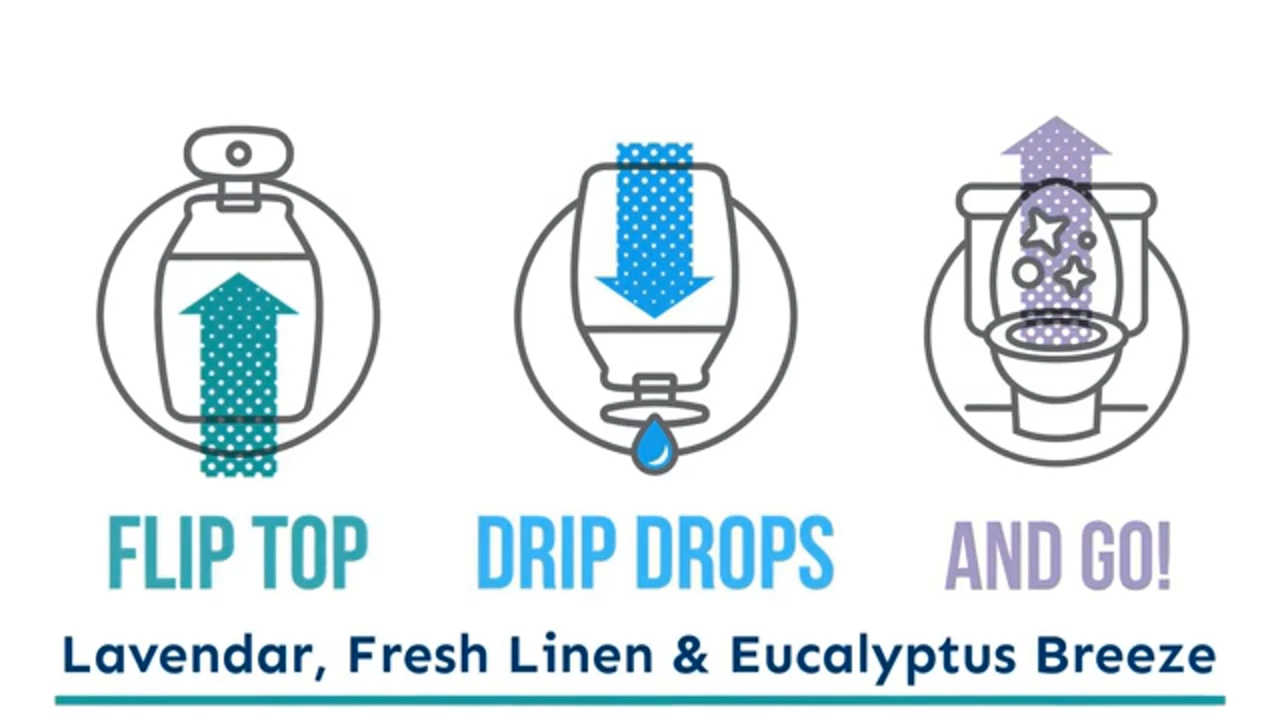 FLIP TOP
DRIP DROPS
AND GO!
Lavendar, Fresh Linen & Eucalyptus Breeze